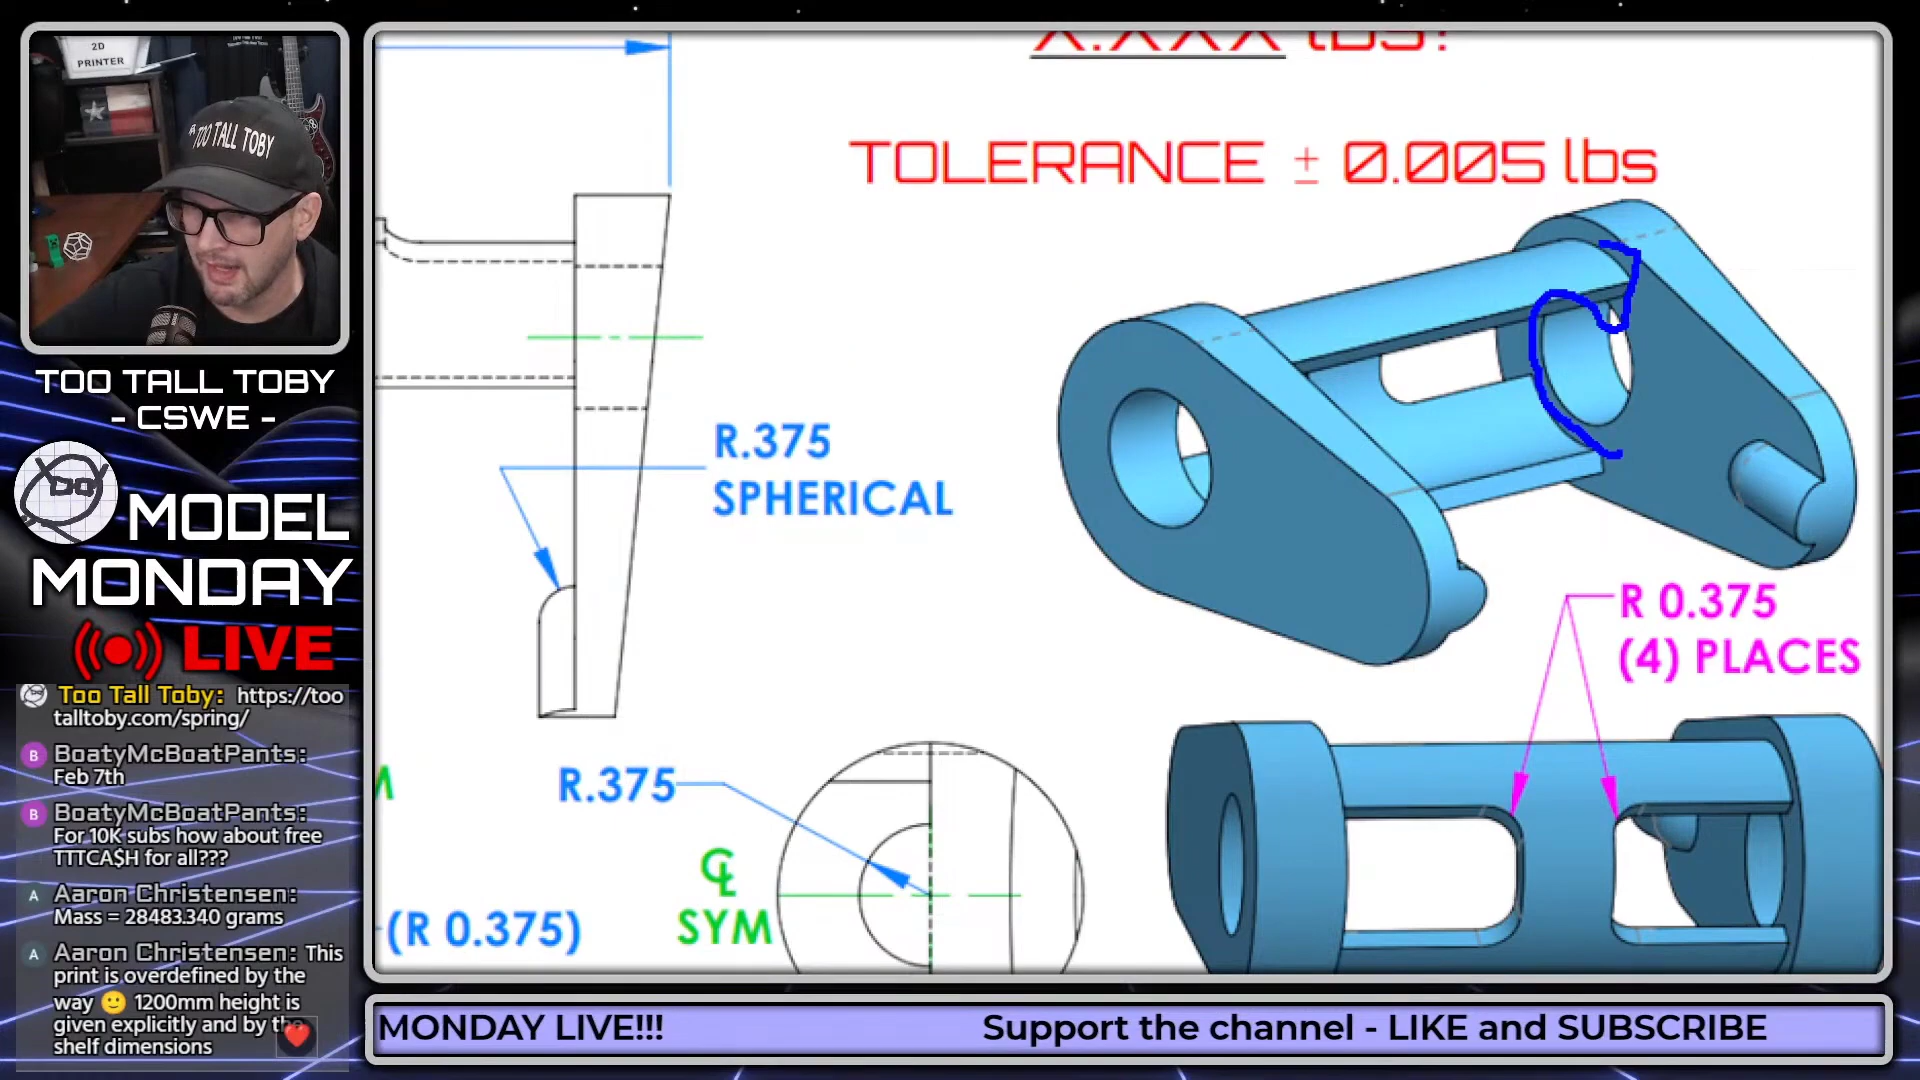 2D
PRINTER
TOO TALL TOBY
TOO TALL TOBY
- CSWE -
MODEL
MONDAY
LIVE
Too Tall Toby: https://too
talltoby.com/spring/
B BoatyMcBoatPants:
Feb 7th
B BoatyMcBoatPants:
For 10K subs how about free
TTTCA$H for all???
A Aaron Christensen:
Mass = 28483.340 grams
A Aaron Christensen: This
print is overdefined by the
way 🙂 1200mm height is
given explicitly and by the
shelf dimensions
X.XXX lbs?
TOLERANCE ± 0.005 lbs
R.375
SPHERICAL
R 0.375
(4) PLACES
R.375
℄
SYM
M
(R 0.375)
MONDAY LIVE!!!
Support the channel - LIKE and SUBSCRIBE